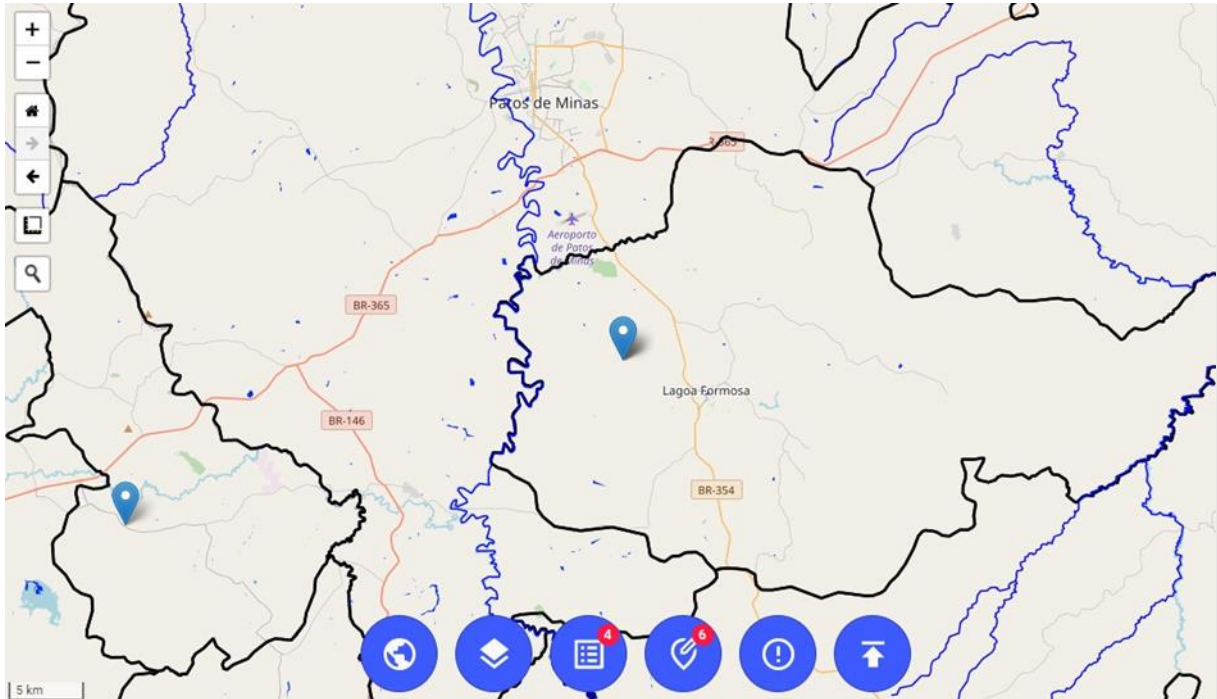 +
−
Patos de Minas
R-365
Aeroporto
de Patos
de Minas
BR-365
Lagoa Formosa
BR-146
BR-354
4
6
5 km